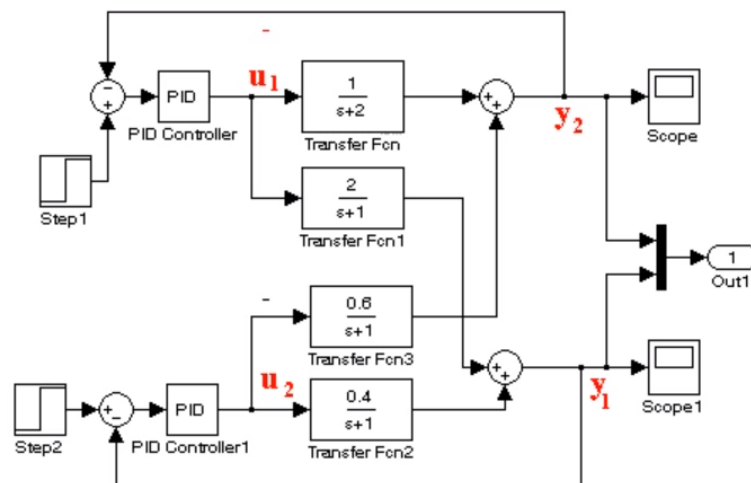 -
u1
PID
PID Controller
1
s+2
Transfer Fcn
y2
Scope
Step1
2
s+1
Transfer Fcn1
1
Out1
-
0.6
s+1
Transfer Fcn3
u2
y1
Scope1
Step2
PID
PID Controller1
0.4
s+1
Transfer Fcn2